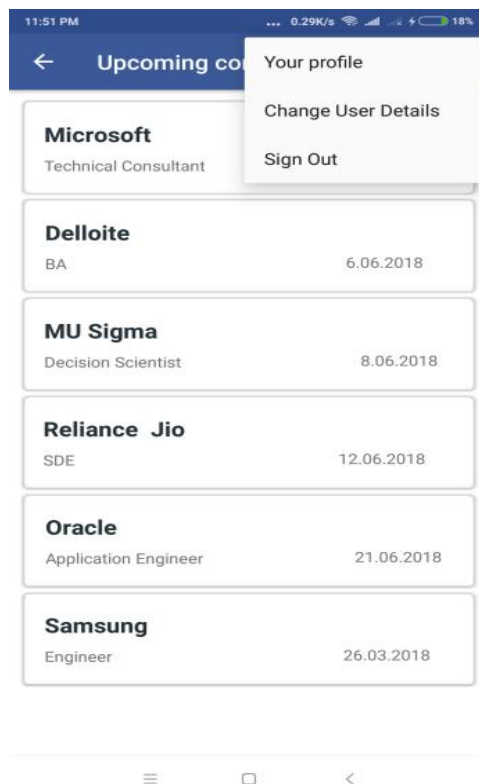 11:51 PM ... 0.29K/s 18%
Upcoming co
Your profile
Change User Details
Sign Out
Microsoft
Technical Consultant
Delloite
BA 6.06.2018
MU Sigma
Decision Scientist 8.06.2018
Reliance Jio
SDE 12.06.2018
Oracle
Application Engineer 21.06.2018
Samsung
Engineer 26.03.2018